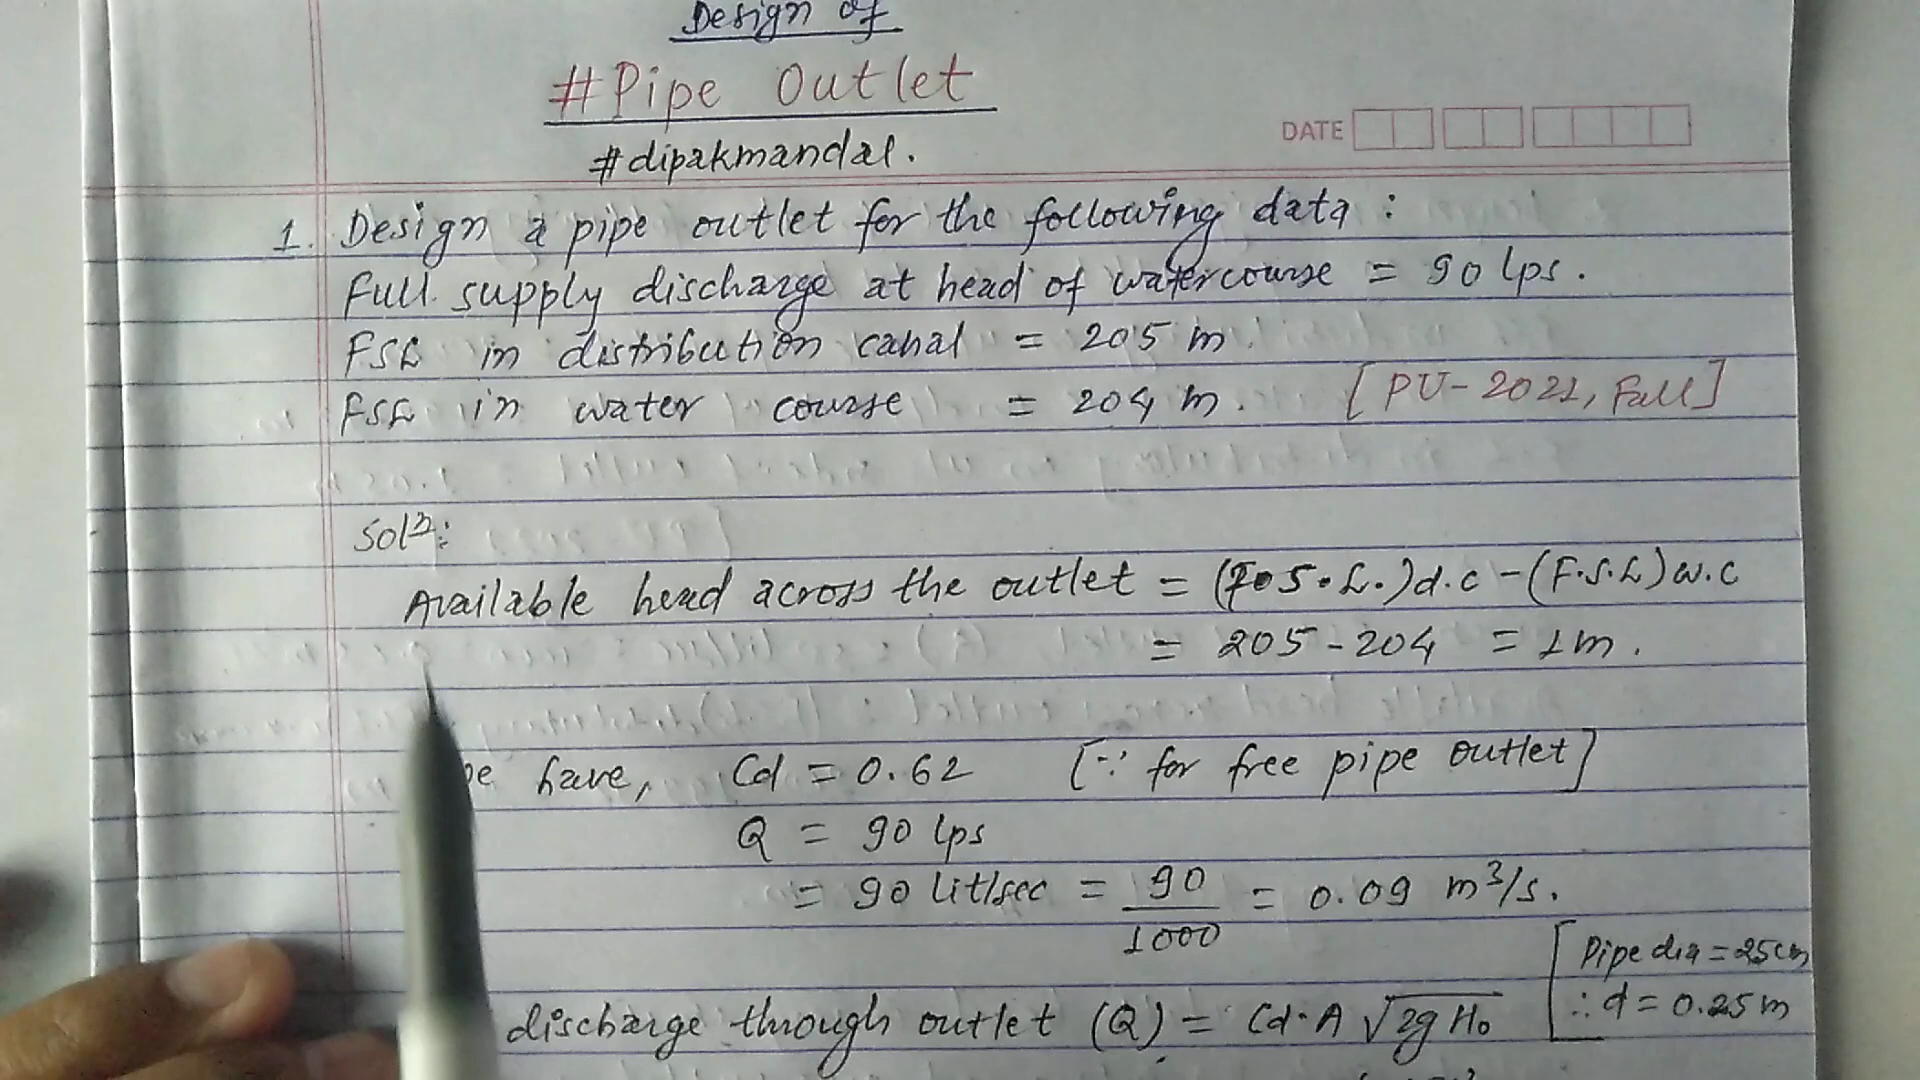 Design of
#Pipe Outlet
#dipakmandal.
DATE
1. Design a pipe outlet for the following data :
Full supply discharge at head of watercourse = 90 lps.
FSL in distribution canal = 205 m.
FSL in water course = 204 m. [PU-2021, Fall]
Solⁿ:
Available head across the outlet = (F.S.L.)d.c - (F.S.L)w.c
= 205 - 204 = 1m.
have, Cd = 0.62 [∵ for free pipe outlet]
Q = 90 lps
= 90 lit/sec = 90/1000 = 0.09 m³/s.
[Pipe dia = 25cm
∴ d = 0.25m
discharge through outlet (Q) = Cd·A √2gHo